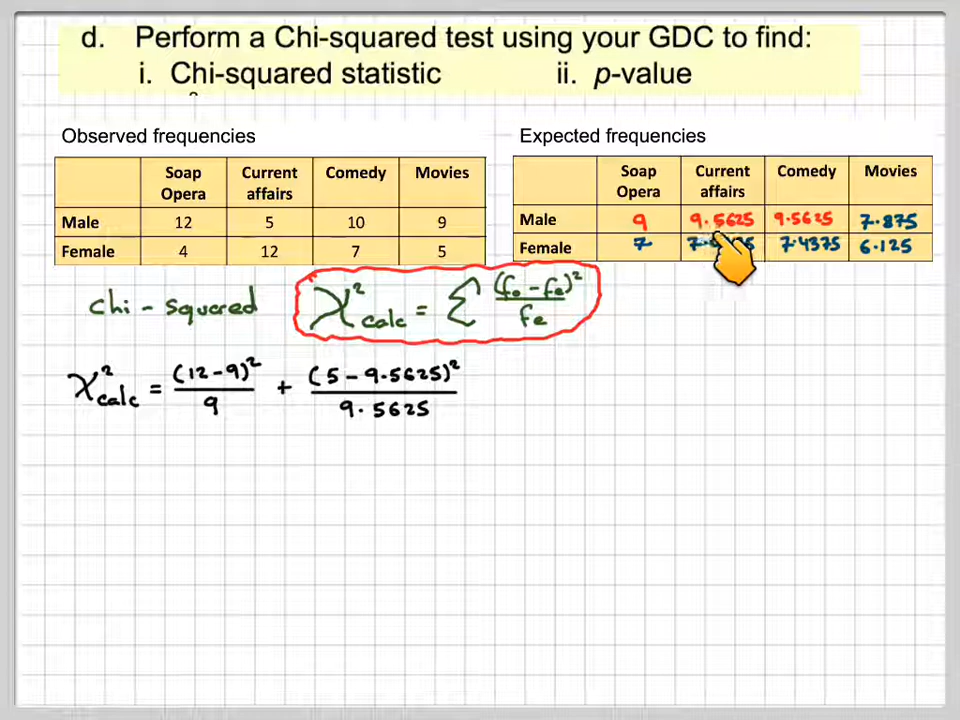 d. Perform a Chi-squared test using your GDC to find:
i. Chi-squared statistic ii. p-value
Observed frequencies
Soap Opera Current affairs Comedy Movies
Male 12 5 10 9
Female 4 12 7 5
Expected frequencies
Soap Opera Current affairs Comedy Movies
Male 9 9.5625 9.5625 7.875
Female 7 7.4375 6.125
Chi-squared χ²calc = Σ (fo - fe)² / fe
χ²calc = (12-9)² / 9 + (5-9.5625)² / 9.5625